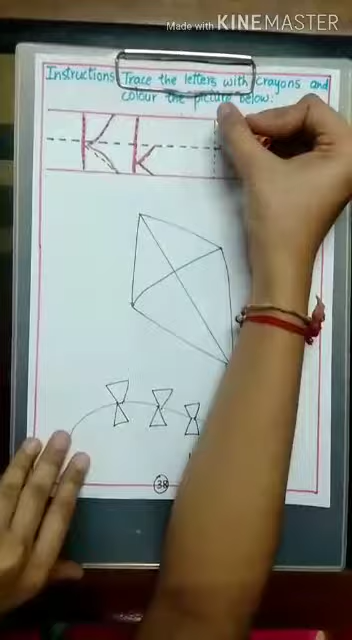 Made with KINEMASTER
Instructions: Trace the letters with crayons and
colour the picture below:
K k
38